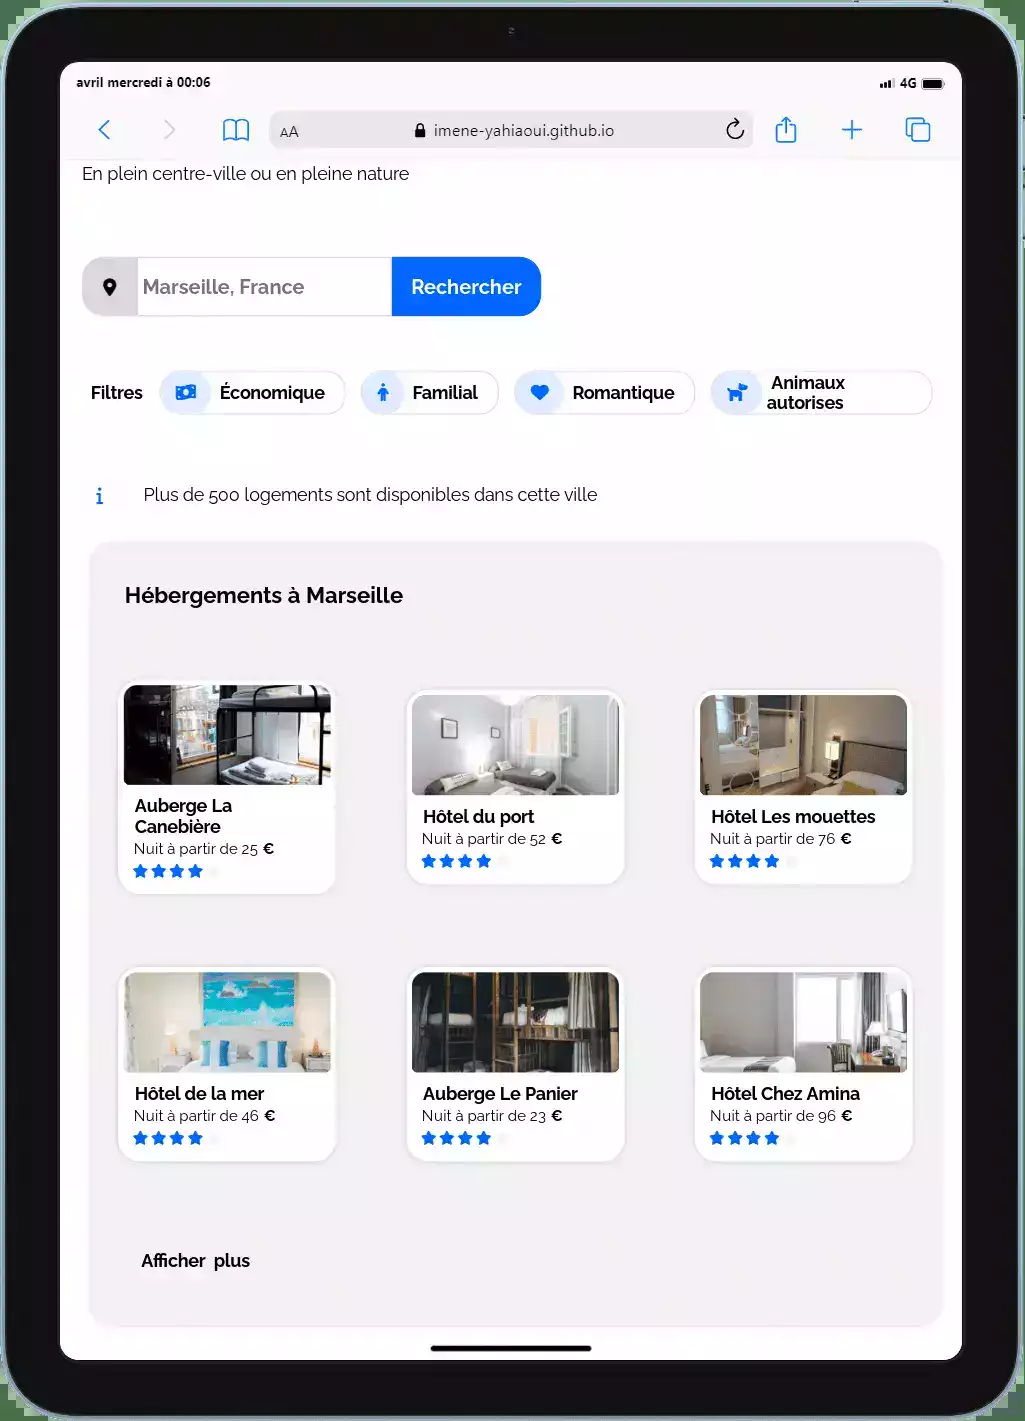 avril mercredi à 00:06
4G
AA
imene-yahiaoui.github.io
En plein centre-ville ou en pleine nature
Marseille, France
Rechercher
Filtres
Économique
Familial
Romantique
Animaux
autorises
Plus de 500 logements sont disponibles dans cette ville
Hébergements à Marseille
Auberge La
Canebière
Nuit à partir de 25 €
Hôtel du port
Nuit à partir de 52 €
Hôtel Les mouettes
Nuit à partir de 76 €
Hôtel de la mer
Nuit à partir de 46 €
Auberge Le Panier
Nuit à partir de 23 €
Hôtel Chez Amina
Nuit à partir de 96 €
Afficher plus